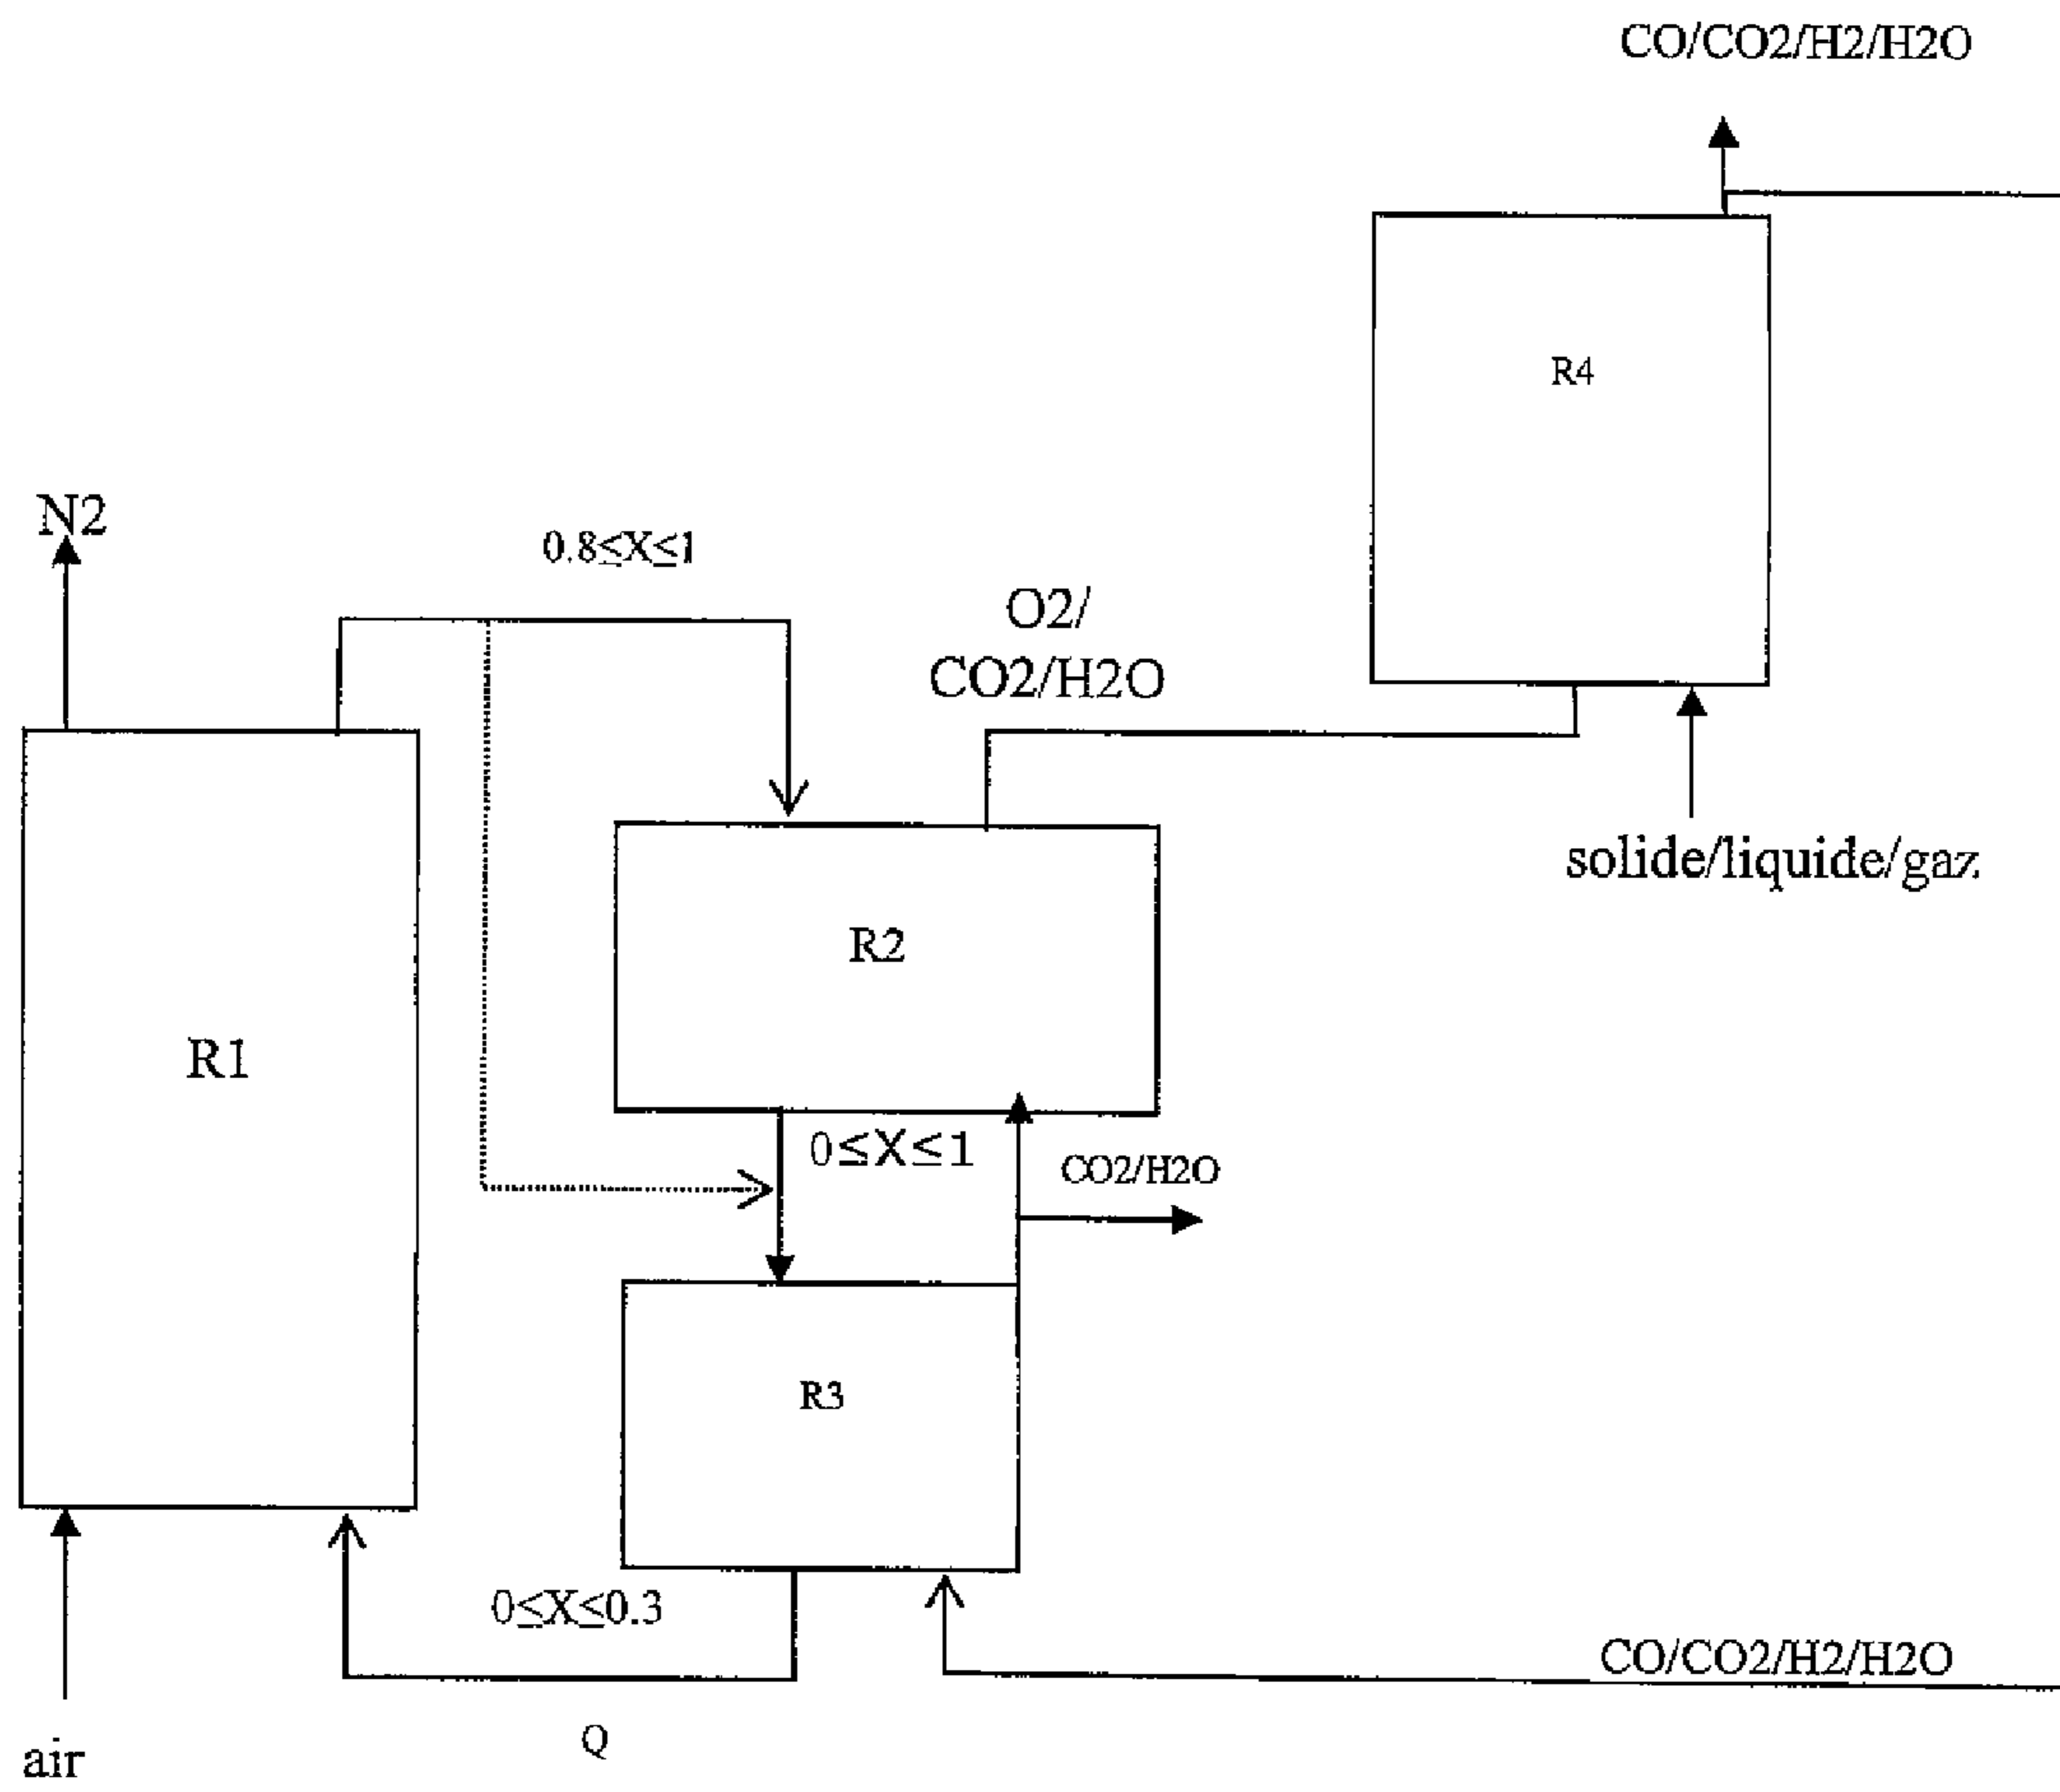 CO/CO2/H2/H2O
R4
N2
0.8≤X≤1
O2/
CO2/H2O
solide/liquide/gaz
R2
R1
0≤X≤1
CO2/H2O
R3
0≤X≤0.3
CO/CO2/H2/H2O
Q
air